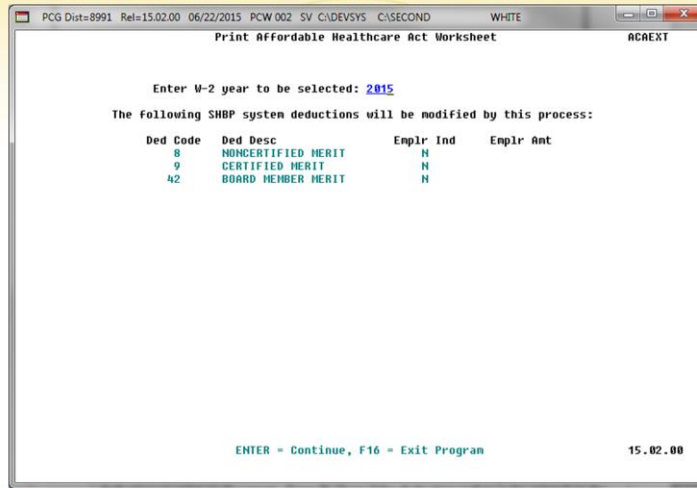 PCG Dist=8991 Rel=15.02.00 06/22/2015 PCW 002 SV C:\DEVSYS C:\SECOND WHITE
Print Affordable Healthcare Act Worksheet ACAEXT
Enter W-2 year to be selected: 2015
The following SHBP system deductions will be modified by this process:
Ded Code Ded Desc Emplr Ind Emplr Amt
8 NONCERTIFIED MERIT N
9 CERTIFIED MERIT N
42 BOARD MEMBER MERIT N
ENTER = Continue, F16 = Exit Program 15.02.00